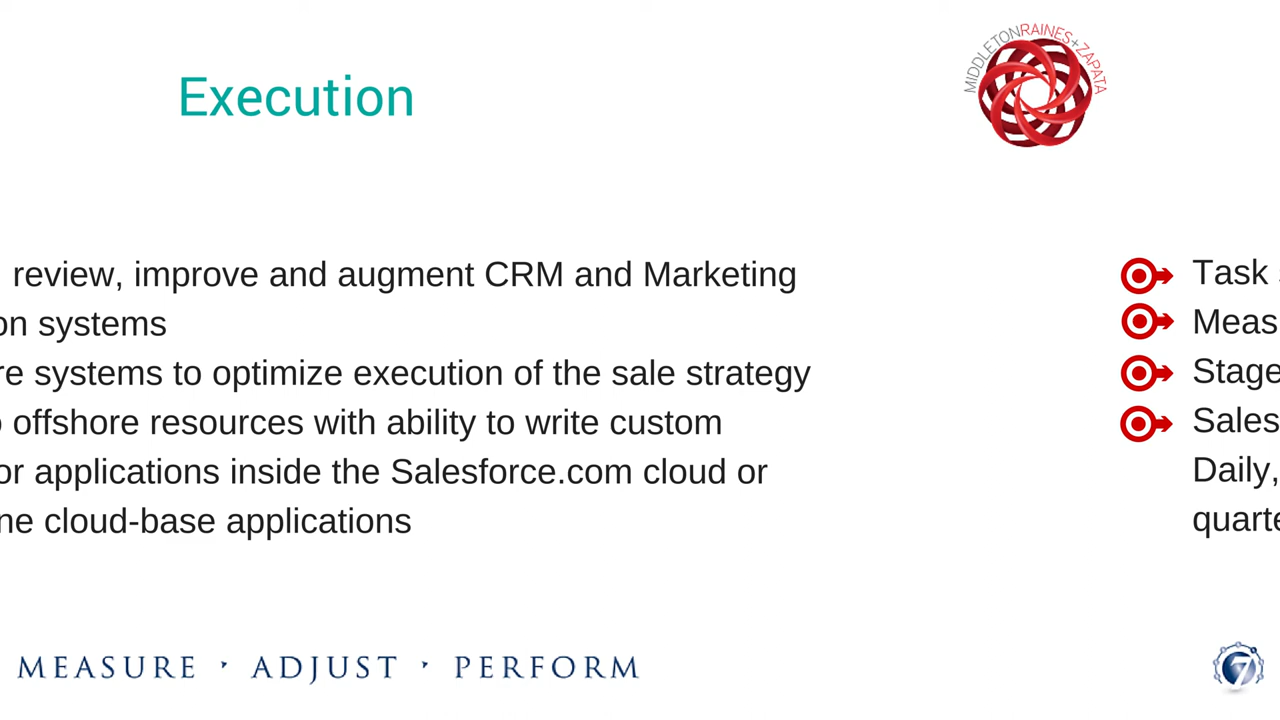 Execution
MIDDLETONRAINES+ZAPATA
review, improve and augment CRM and Marketing
on systems
re systems to optimize execution of the sale strategy
offshore resources with ability to write custom
or applications inside the Salesforce.com cloud or
ne cloud-base applications
Task
Meas
Stage
Sales
Daily,
quarte
MEASURE · ADJUST · PERFORM
7